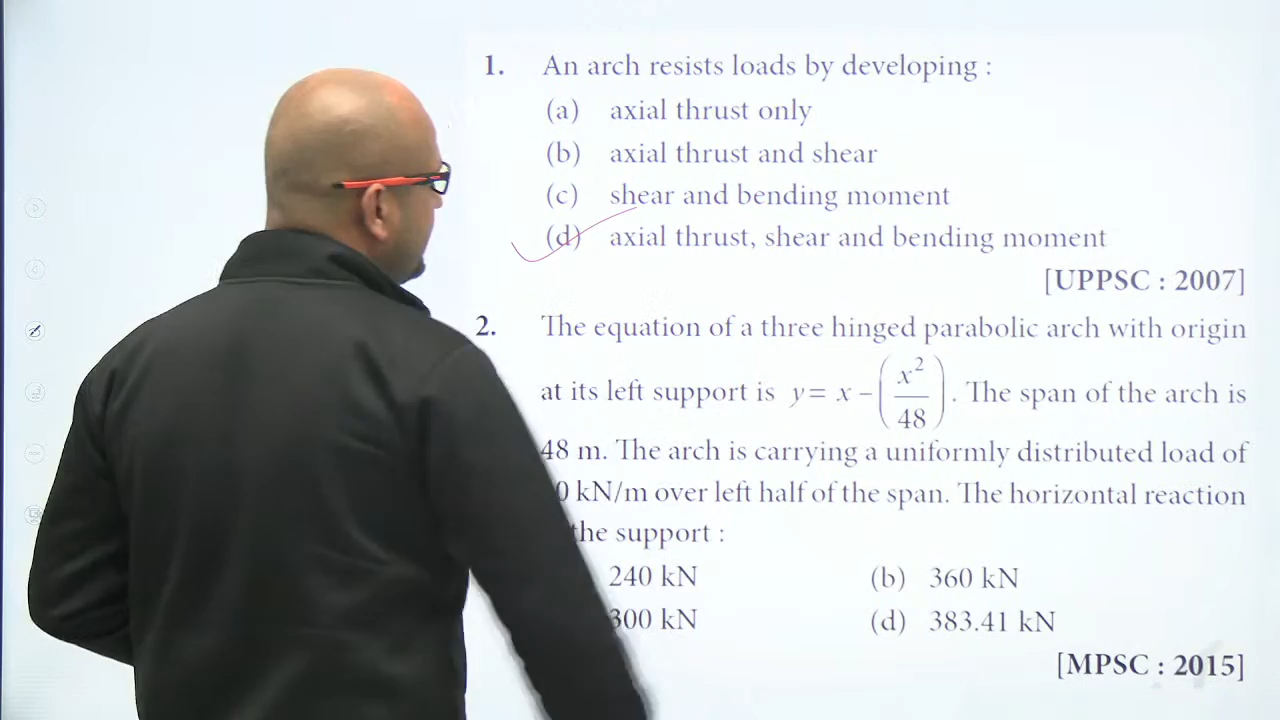 1. An arch resists loads by developing :
(a) axial thrust only
(b) axial thrust and shear
(c) shear and bending moment
(d) axial thrust, shear and bending moment
[UPPSC : 2007]
2. The equation of a three hinged parabolic arch with origin
at its left support is y = x − (x²/48). The span of the arch is
48 m. The arch is carrying a uniformly distributed load of
0 kN/m over left half of the span. The horizontal reaction
the support :
240 kN (b) 360 kN
300 kN (d) 383.41 kN
[MPSC : 2015]